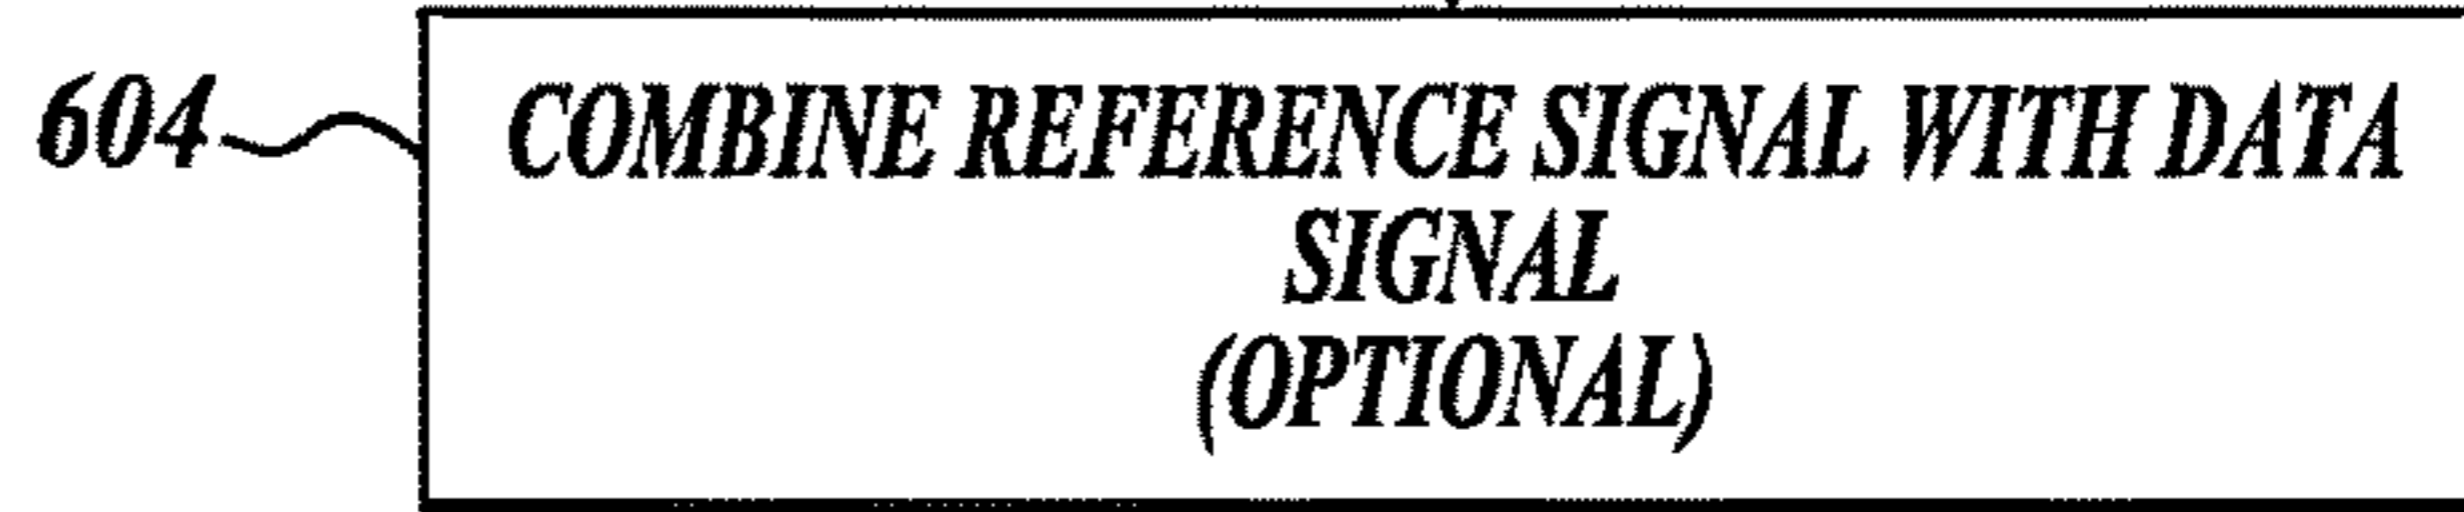 604 COMBINE REFERENCE SIGNAL WITH DATA
SIGNAL
(OPTIONAL)